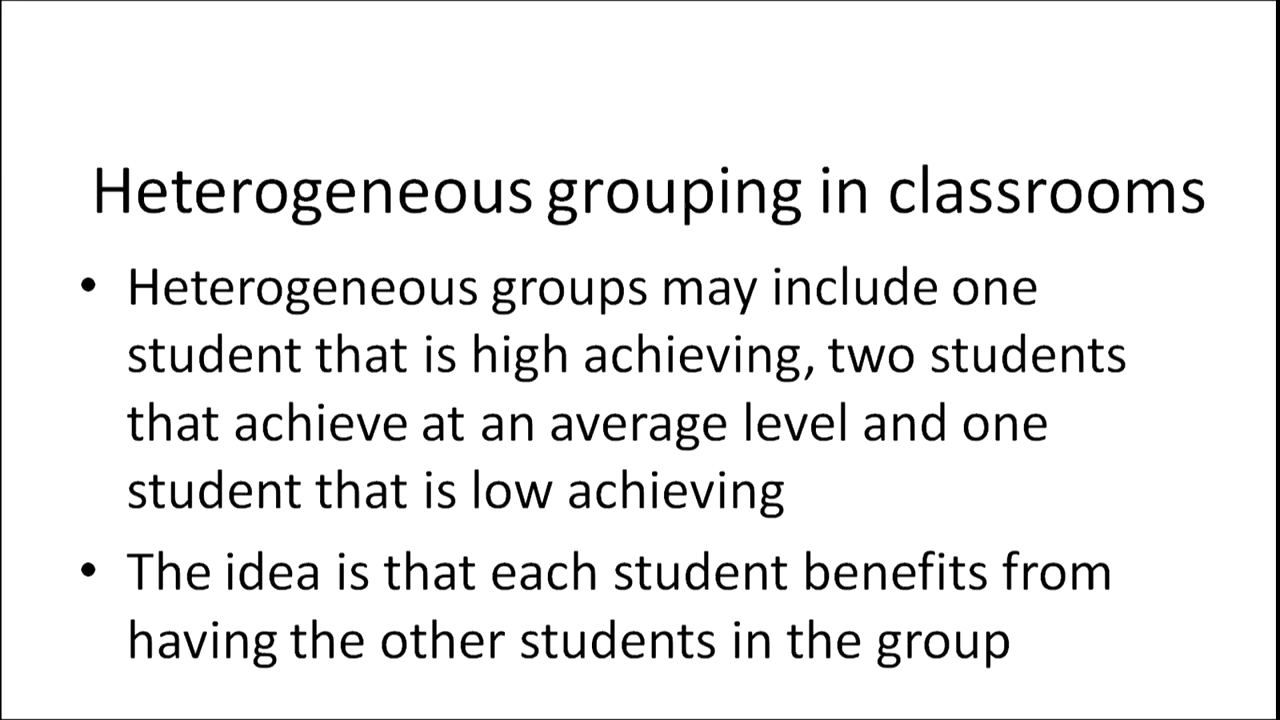 Heterogeneous grouping in classrooms
• Heterogeneous groups may include one
student that is high achieving, two students
that achieve at an average level and one
student that is low achieving
• The idea is that each student benefits from
having the other students in the group